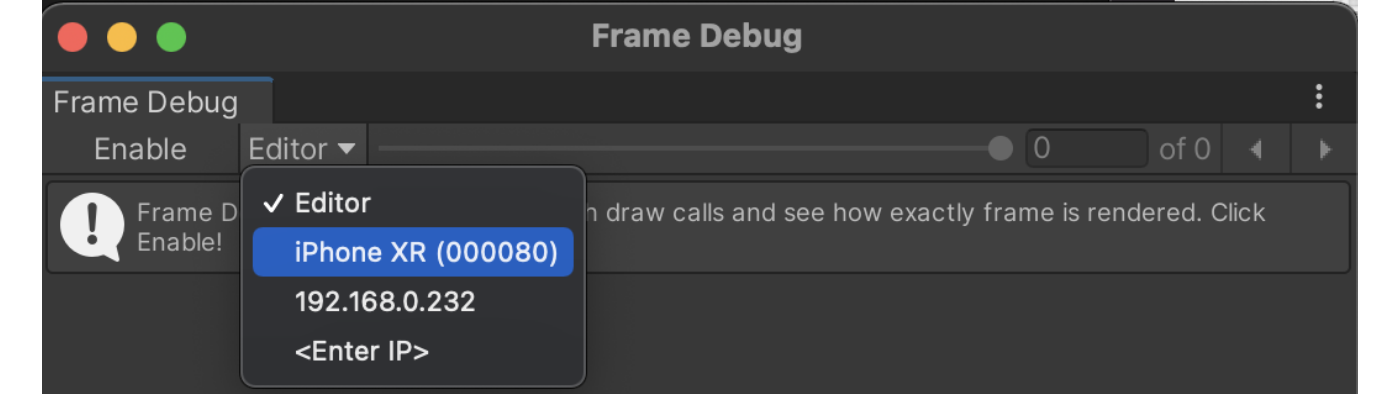 Frame Debug
Frame Debug
Enable Editor 0 of 0
Frame D h draw calls and see how exactly frame is rendered. Click
Enable!
Editor
iPhone XR (000080)
192.168.0.232
<Enter IP>